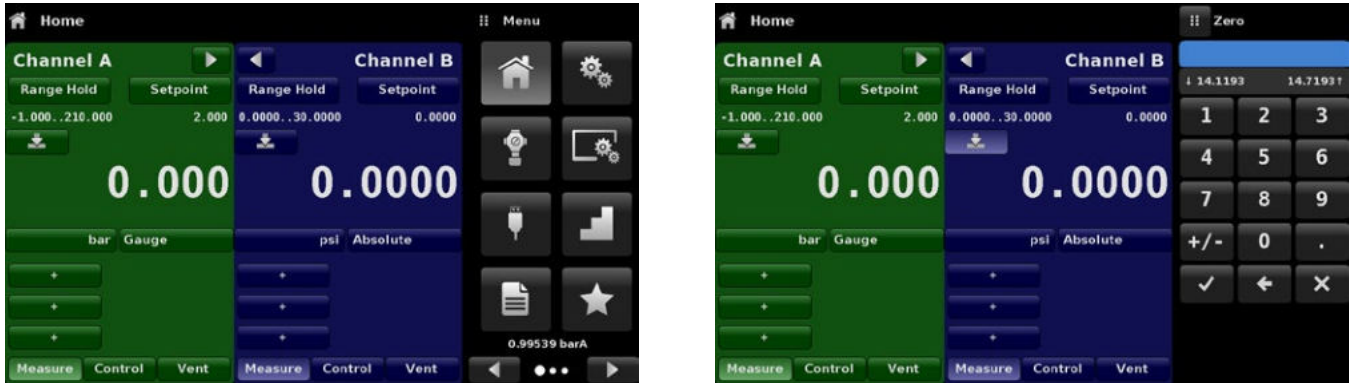 Home
Menu
Channel A
Channel B
Range Hold Setpoint
Range Hold Setpoint
-1.000..210.000 2.000
0.0000..30.0000 0.0000
0.000
0.0000
bar Gauge
psi Absolute
+
+
+
+
+
+
0.99539 barA
Measure Control Vent
Measure Control Vent
Home
Zero
Channel A
Channel B
Range Hold Setpoint
Range Hold Setpoint
-1.000..210.000 2.000
0.0000..30.0000 0.0000
0.000
0.0000
bar Gauge
psi Absolute
+
+
+
+
+
+
Measure Control Vent
Measure Control Vent
↓ 14.1193 14.7193↑
1 2 3
4 5 6
7 8 9
+/- 0 .